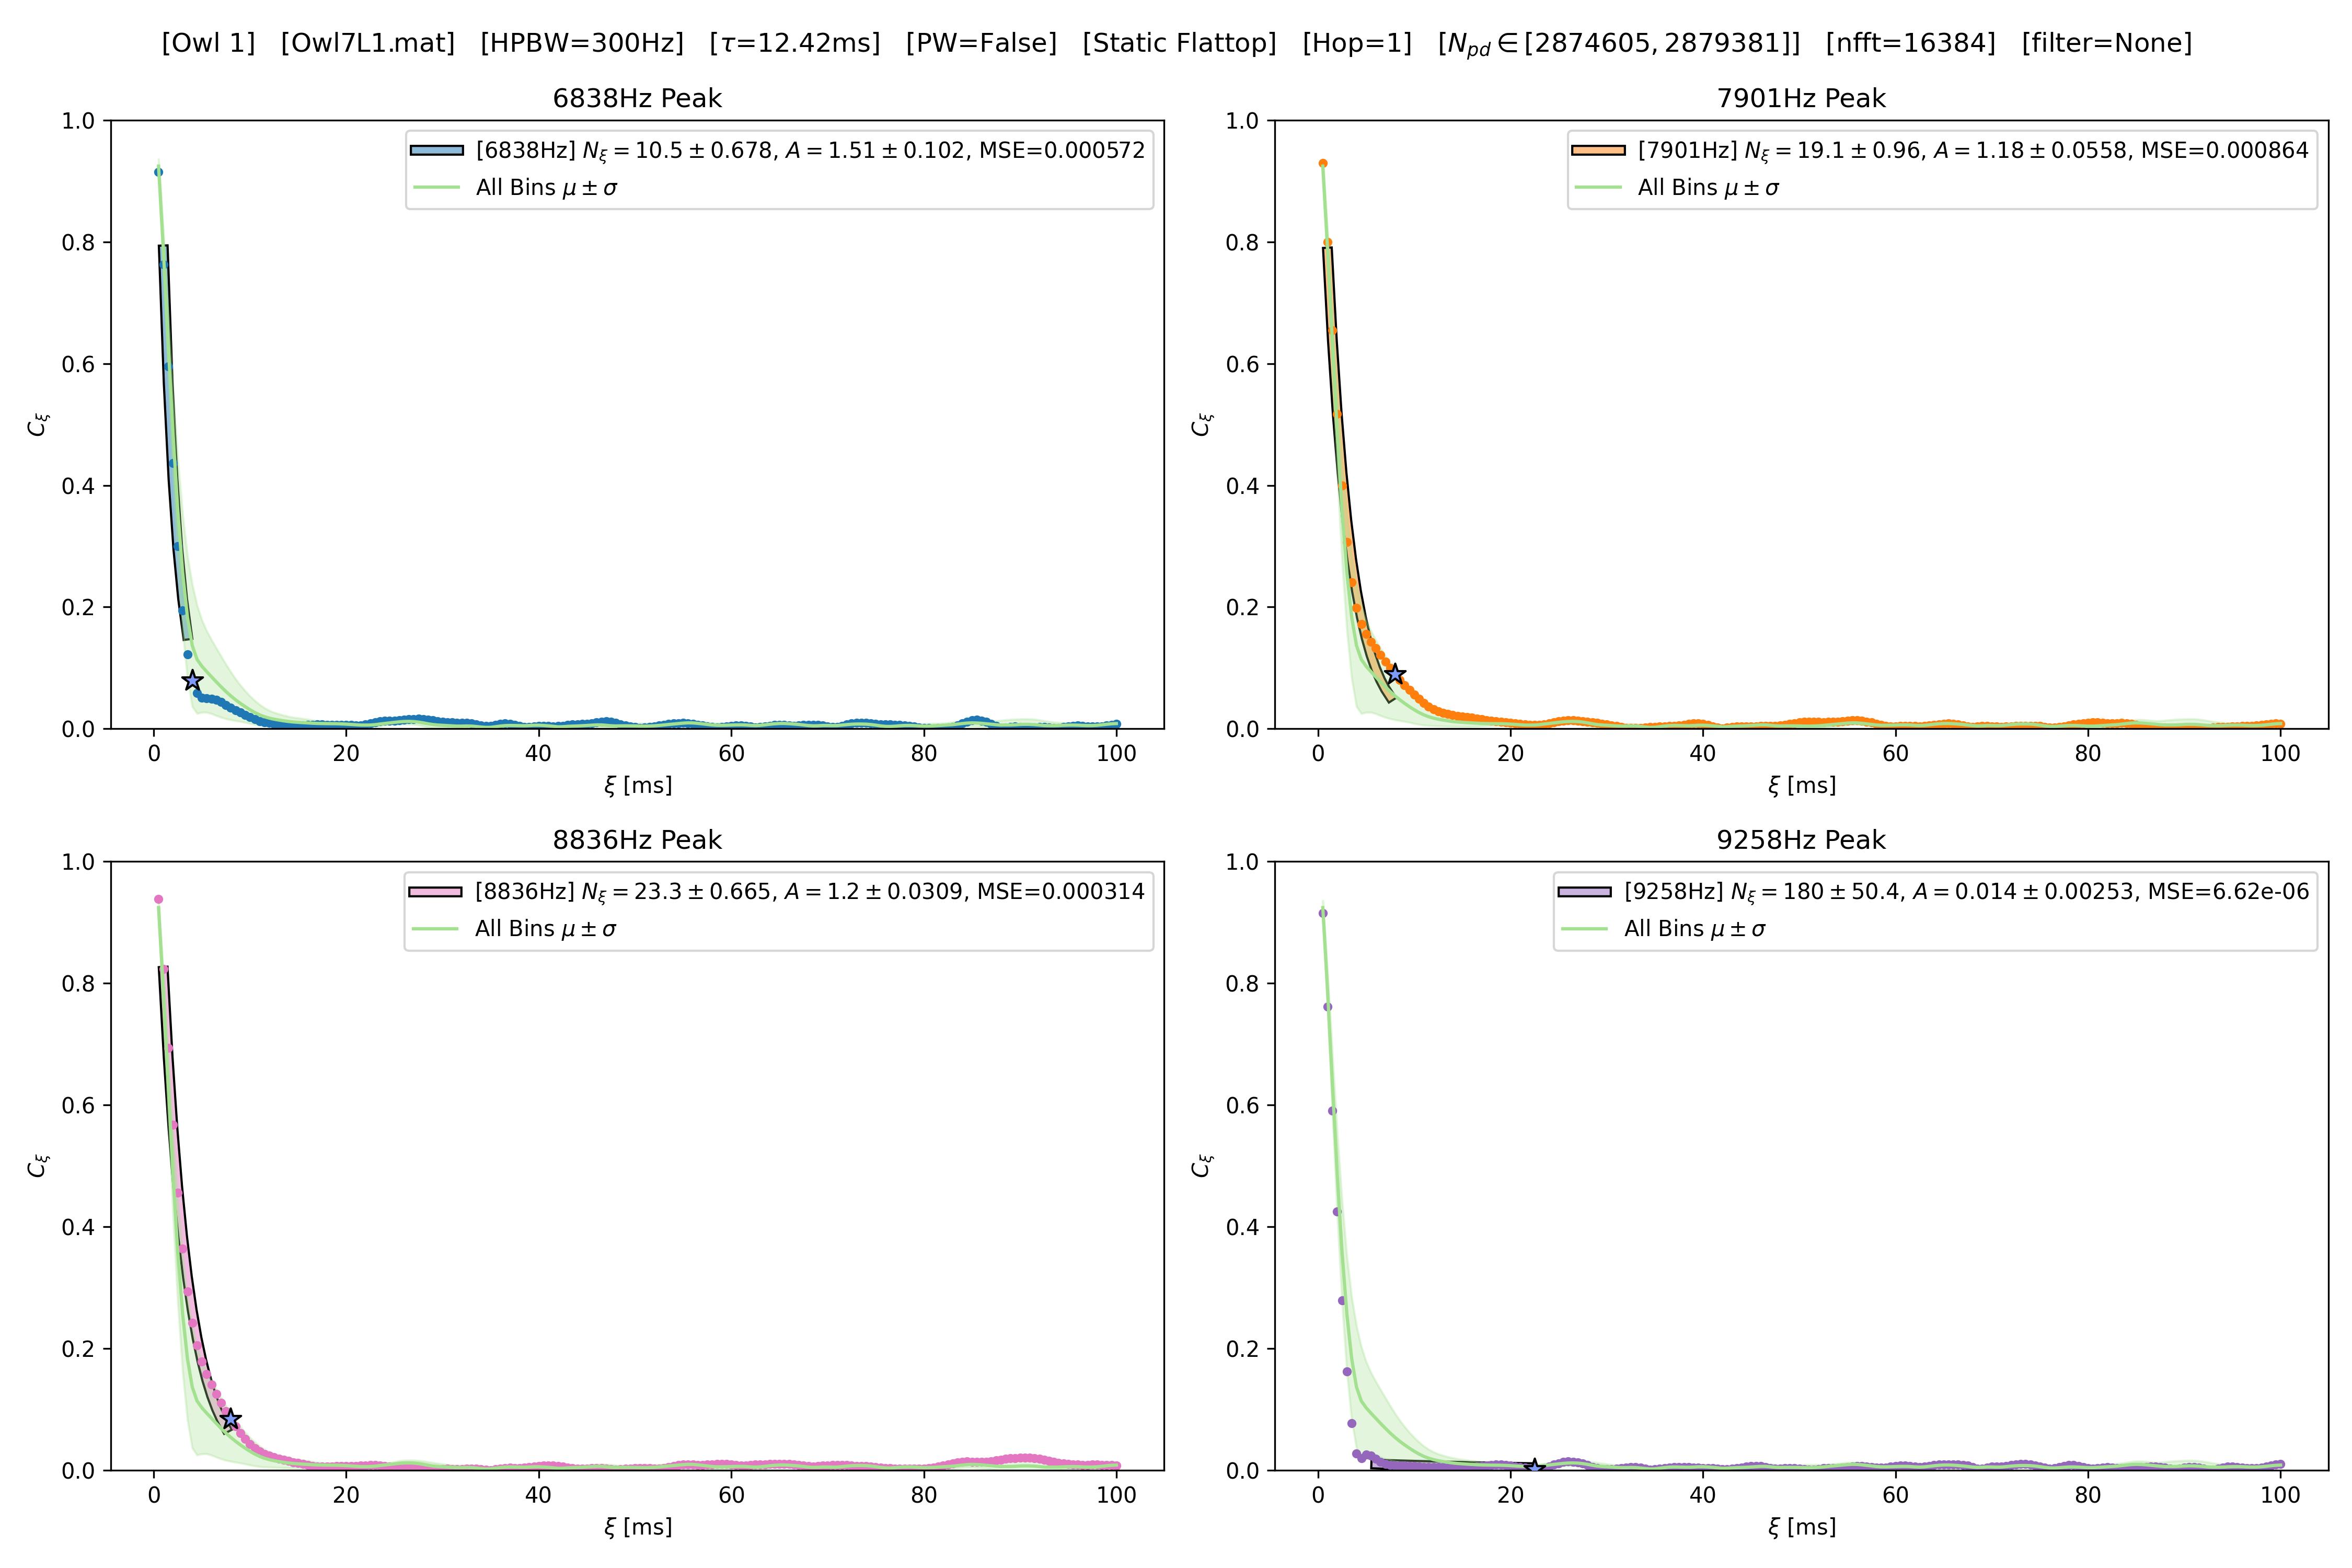 [Owl 1] [Owl7L1.mat] [HPBW=300Hz] [τ=12.42ms] [PW=False] [Static Flattop] [Hop=1] [N_pd ∈ [2874605, 2879381]] [nfft=16384] [filter=None]
6838Hz Peak
[6838Hz] N_ξ = 10.5 ± 0.678, A = 1.51 ± 0.102, MSE=0.000572
All Bins μ ± σ
1.0
0.8
0.6
0.4
0.2
0.0
C_ξ
0 20 40 60 80 100
ξ [ms]
7901Hz Peak
[7901Hz] N_ξ = 19.1 ± 0.96, A = 1.18 ± 0.0558, MSE=0.000864
All Bins μ ± σ
1.0
0.8
0.6
0.4
0.2
0.0
C_ξ
0 20 40 60 80 100
ξ [ms]
8836Hz Peak
[8836Hz] N_ξ = 23.3 ± 0.665, A = 1.2 ± 0.0309, MSE=0.000314
All Bins μ ± σ
1.0
0.8
0.6
0.4
0.2
0.0
C_ξ
0 20 40 60 80 100
ξ [ms]
9258Hz Peak
[9258Hz] N_ξ = 180 ± 50.4, A = 0.014 ± 0.00253, MSE=6.62e-06
All Bins μ ± σ
1.0
0.8
0.6
0.4
0.2
0.0
C_ξ
0 20 40 60 80 100
ξ [ms]